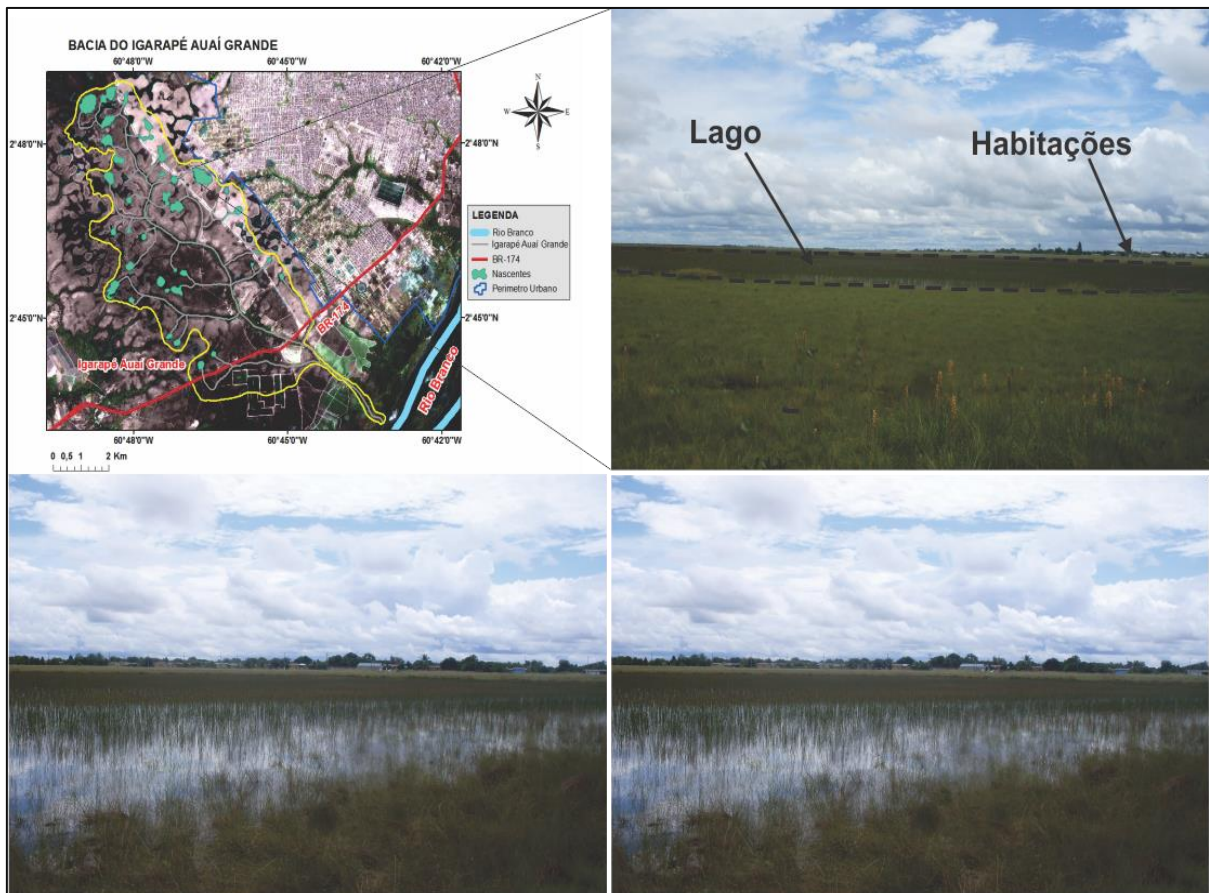 BACIA DO IGARAPÉ AUAÍ GRANDE
60°48'0"W 60°45'0"W 60°42'0"W
N
W E
S
2°48'0"N 2°48'0"N
LEGENDA
Rio Branco
Igarapé Auaí Grande
BR-174
Nascentes
Perimetro Urbano
2°45'0"N 2°45'0"N
BR-174
Igarapé Auaí Grande
Rio Branco
60°48'0"W 60°45'0"W 60°42'0"W
0 0,5 1 2 Km
Lago
Habitações